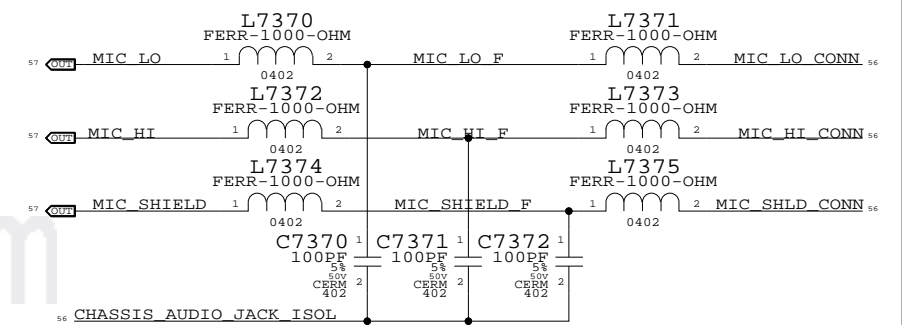 L7370
FERR-1000-OHM
57 OUT MIC_LO 1 2 MIC_LO_F
0402
L7371
FERR-1000-OHM
1 2 MIC_LO_CONN 56
0402
L7372
FERR-1000-OHM
57 OUT MIC_HI 1 2 MIC_HI_F
0402
L7373
FERR-1000-OHM
1 2 MIC_HI_CONN 56
0402
L7374
FERR-1000-OHM
57 OUT MIC_SHIELD 1 2 MIC_SHIELD_F
0402
L7375
FERR-1000-OHM
1 2 MIC_SHLD_CONN 56
0402
C7370 1
100PF
5%
50V 2
CERM
402
C7371 1
100PF
5%
50V 2
CERM
402
C7372 1
100PF
5%
50V 2
CERM
402
56 CHASSIS_AUDIO_JACK_ISOL